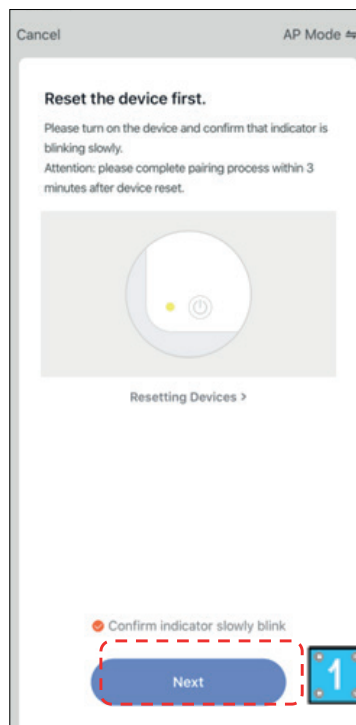 Cancel
AP Mode ⇋
Reset the device first.
Please turn on the device and confirm that indicator is
blinking slowly.
Attention: please complete pairing process within 3
minutes after device reset.
Resetting Devices >
Confirm indicator slowly blink
Next
1